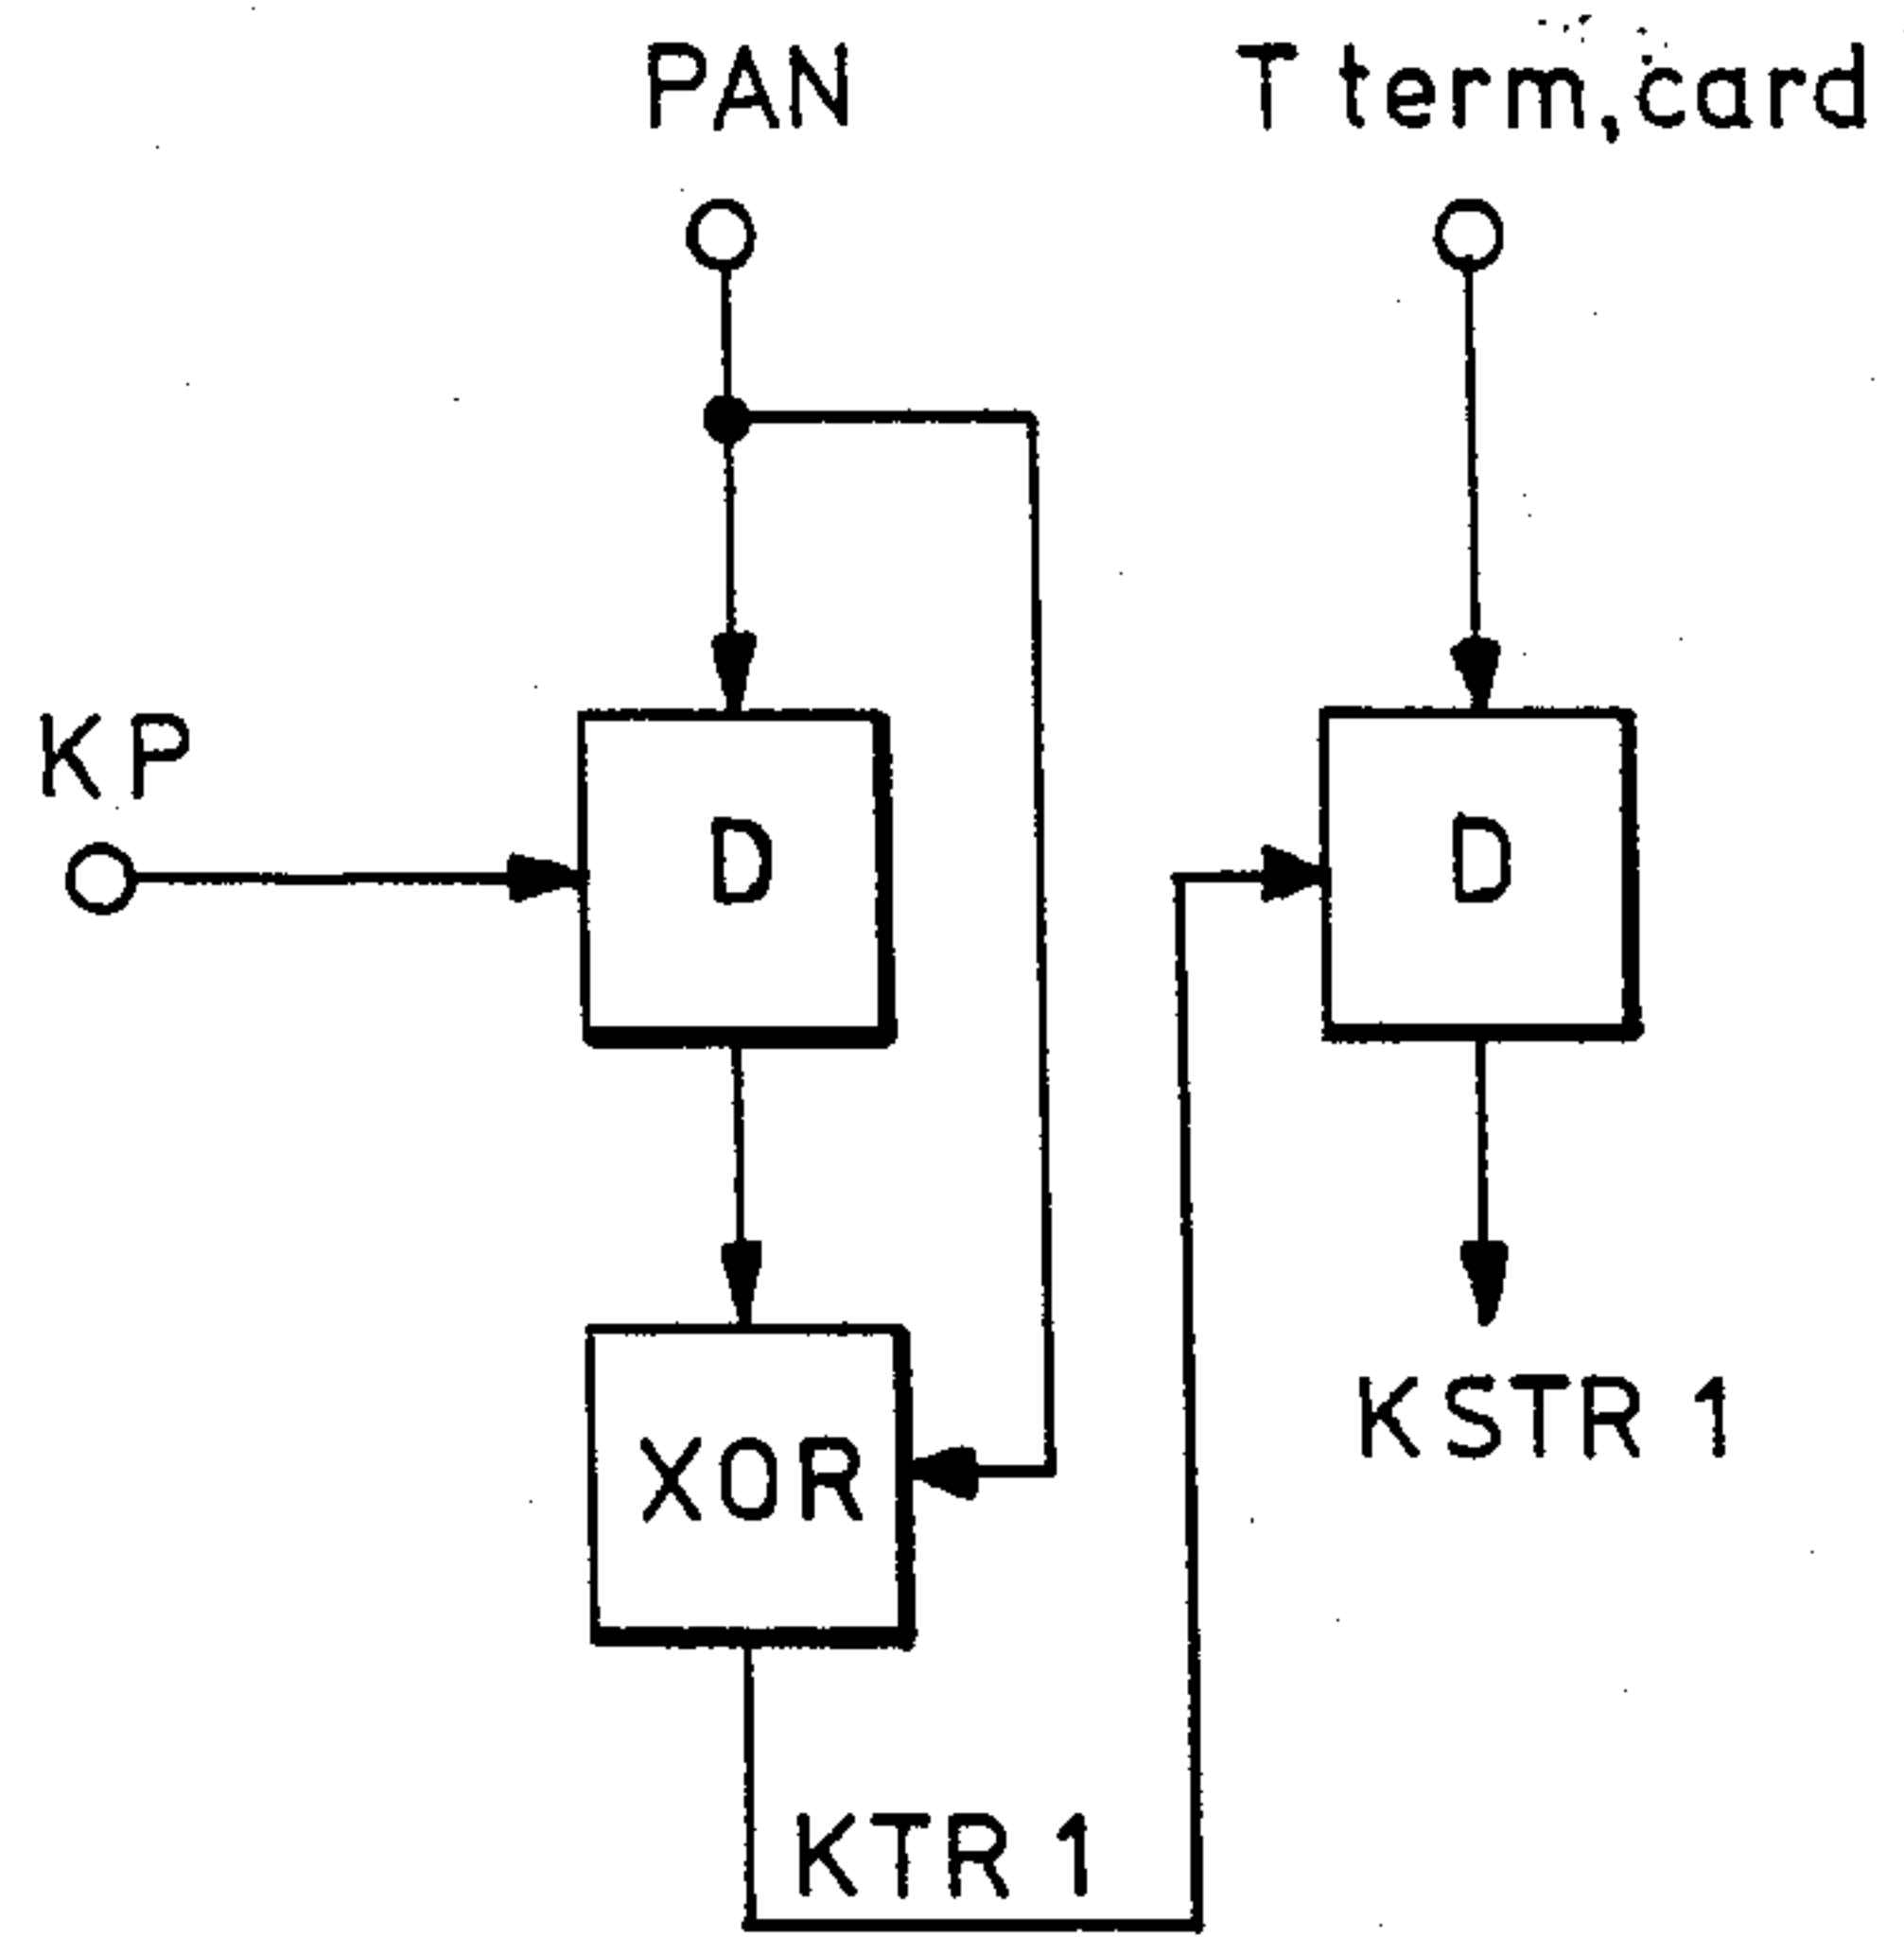 PAN
T term,card
KP
D
D
KSTR 1
XOR
KTR 1